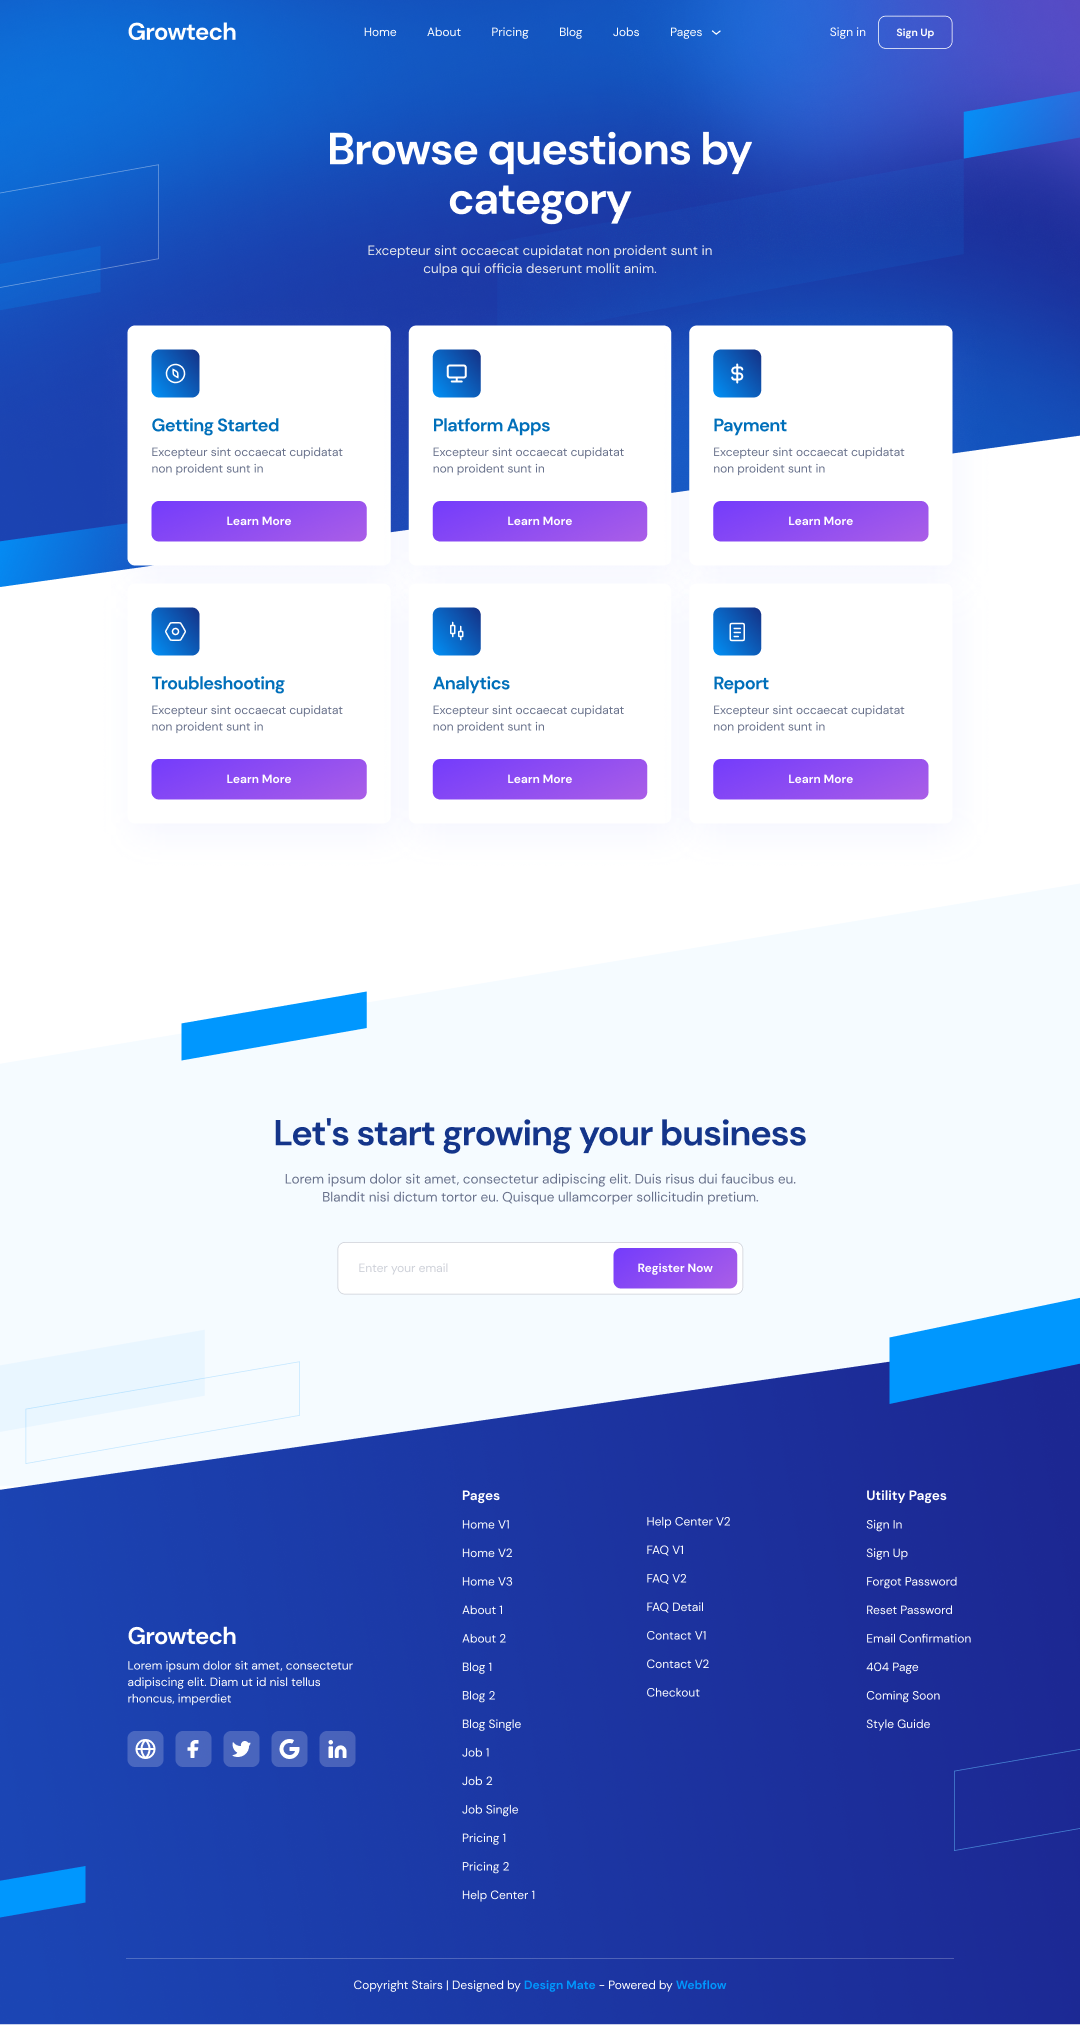 Growtech
Home
About
Pricing
Blog
Jobs
Pages
Sign in
Sign Up
Browse questions by
category
Excepteur sint occaecat cupidatat non proident sunt in
culpa qui officia deserunt mollit anim.
Getting Started
Excepteur sint occaecat cupidatat
non proident sunt in
Learn More
Platform Apps
Excepteur sint occaecat cupidatat
non proident sunt in
Learn More
Payment
Excepteur sint occaecat cupidatat
non proident sunt in
Learn More
Troubleshooting
Excepteur sint occaecat cupidatat
non proident sunt in
Learn More
Analytics
Excepteur sint occaecat cupidatat
non proident sunt in
Learn More
Report
Excepteur sint occaecat cupidatat
non proident sunt in
Learn More
Let's start growing your business
Lorem ipsum dolor sit amet, consectetur adipiscing elit. Duis risus dui faucibus eu.
Blandit nisi dictum tortor eu. Quisque ullamcorper sollicitudin pretium.
Enter your email
Register Now
Growtech
Lorem ipsum dolor sit amet, consectetur
adipiscing elit. Diam ut id nisl tellus
rhoncus, imperdiet
Pages
Home V1
Home V2
Home V3
About 1
About 2
Blog 1
Blog 2
Blog Single
Job 1
Job 2
Job Single
Pricing 1
Pricing 2
Help Center 1
Help Center V2
FAQ V1
FAQ V2
FAQ Detail
Contact V1
Contact V2
Checkout
Utility Pages
Sign In
Sign Up
Forgot Password
Reset Password
Email Confirmation
404 Page
Coming Soon
Style Guide
Copyright Stairs | Designed by Design Mate - Powered by Webflow